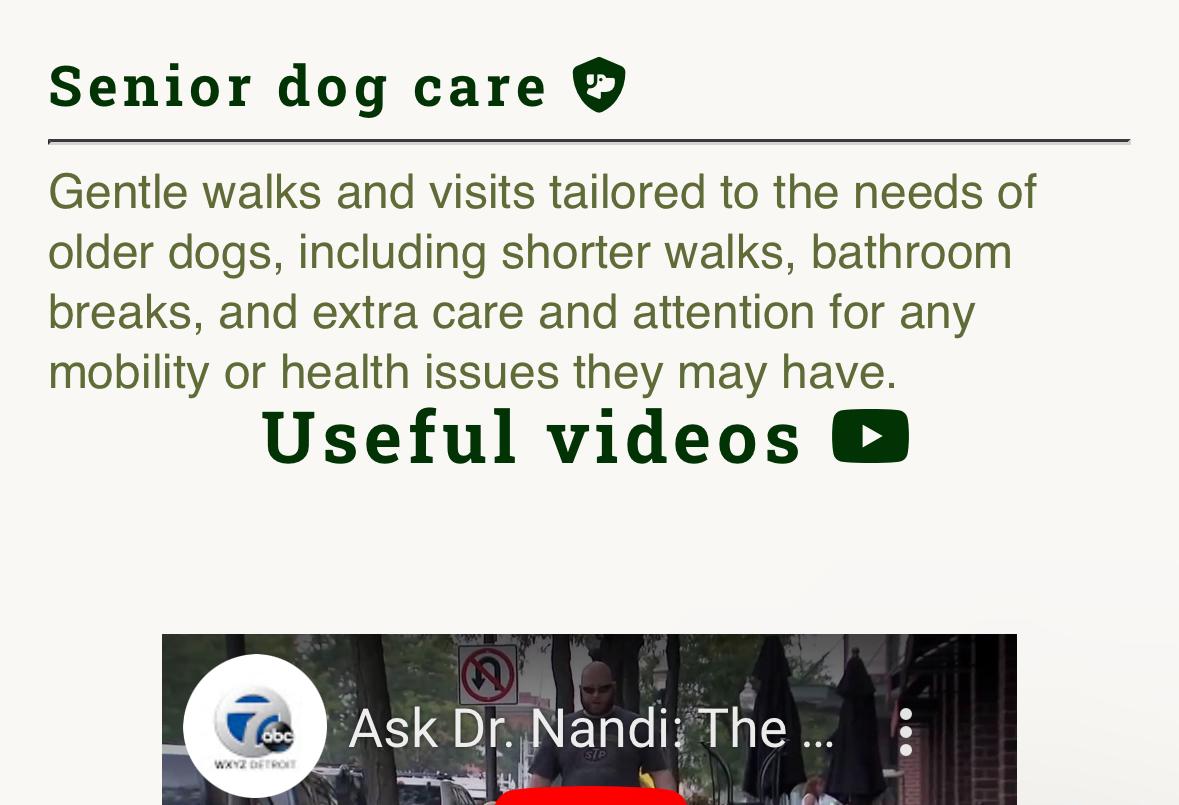 Senior dog care
Gentle walks and visits tailored to the needs of
older dogs, including shorter walks, bathroom
breaks, and extra care and attention for any
mobility or health issues they may have.
Useful videos
7 abc
WXYZ DETROIT
Ask Dr. Nandi: The ...
STP